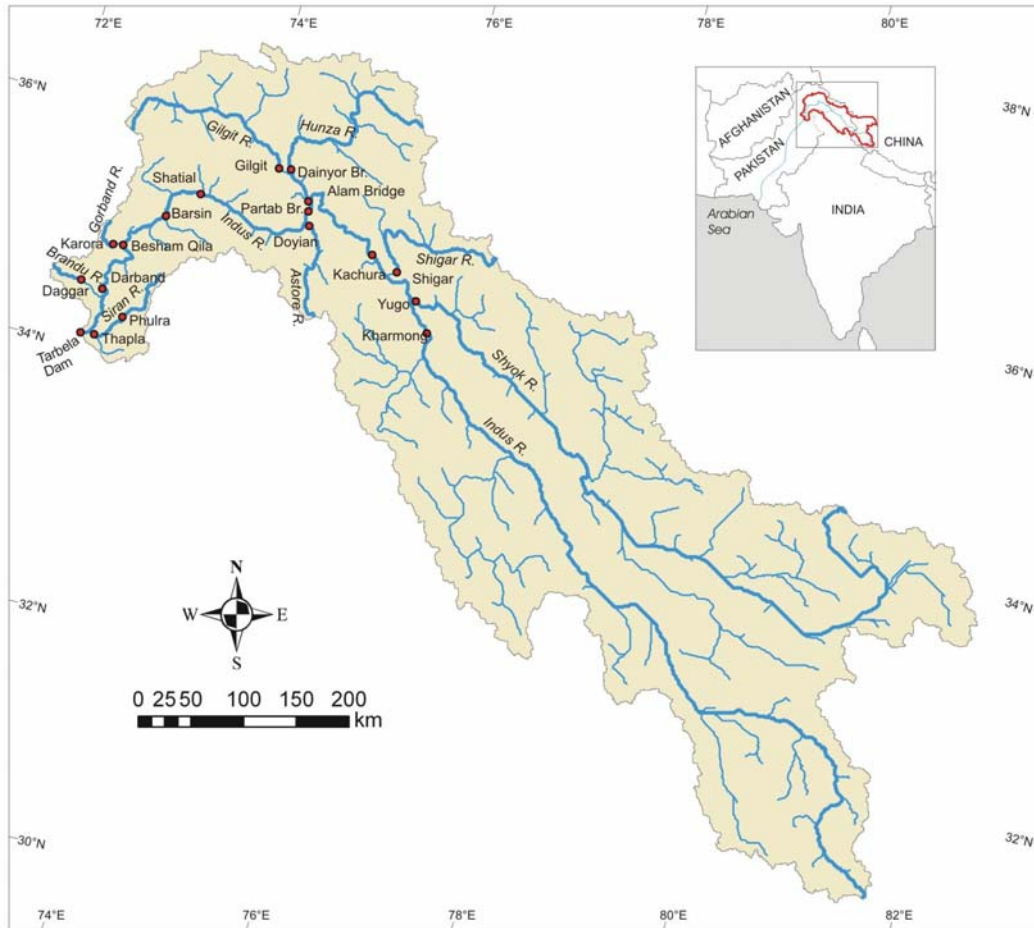 72°E
74°E
76°E
78°E
80°E
36°N
38°N
AFGHANISTAN
PAKISTAN
CHINA
INDIA
Arabian
Sea
Gilgit R.
Hunza R.
Gilgit
Dainyor Br.
Shatial
Alam Bridge
Gorband R.
Partab Br.
Barsin
Indus R.
Doyian
Karora
Besham Qila
Shigar R.
Brandu R.
Darband
Kachura
Shigar
Daggar
Siran R.
Astore R.
Yugo
Phulra
34°N
Kharmong
Tarbela
Dam
Thapla
Shyok R.
36°N
Indus R.
32°N
34°N
N
W
E
S
0 25 50 100 150 200
km
30°N
32°N
74°E
76°E
78°E
80°E
82°E